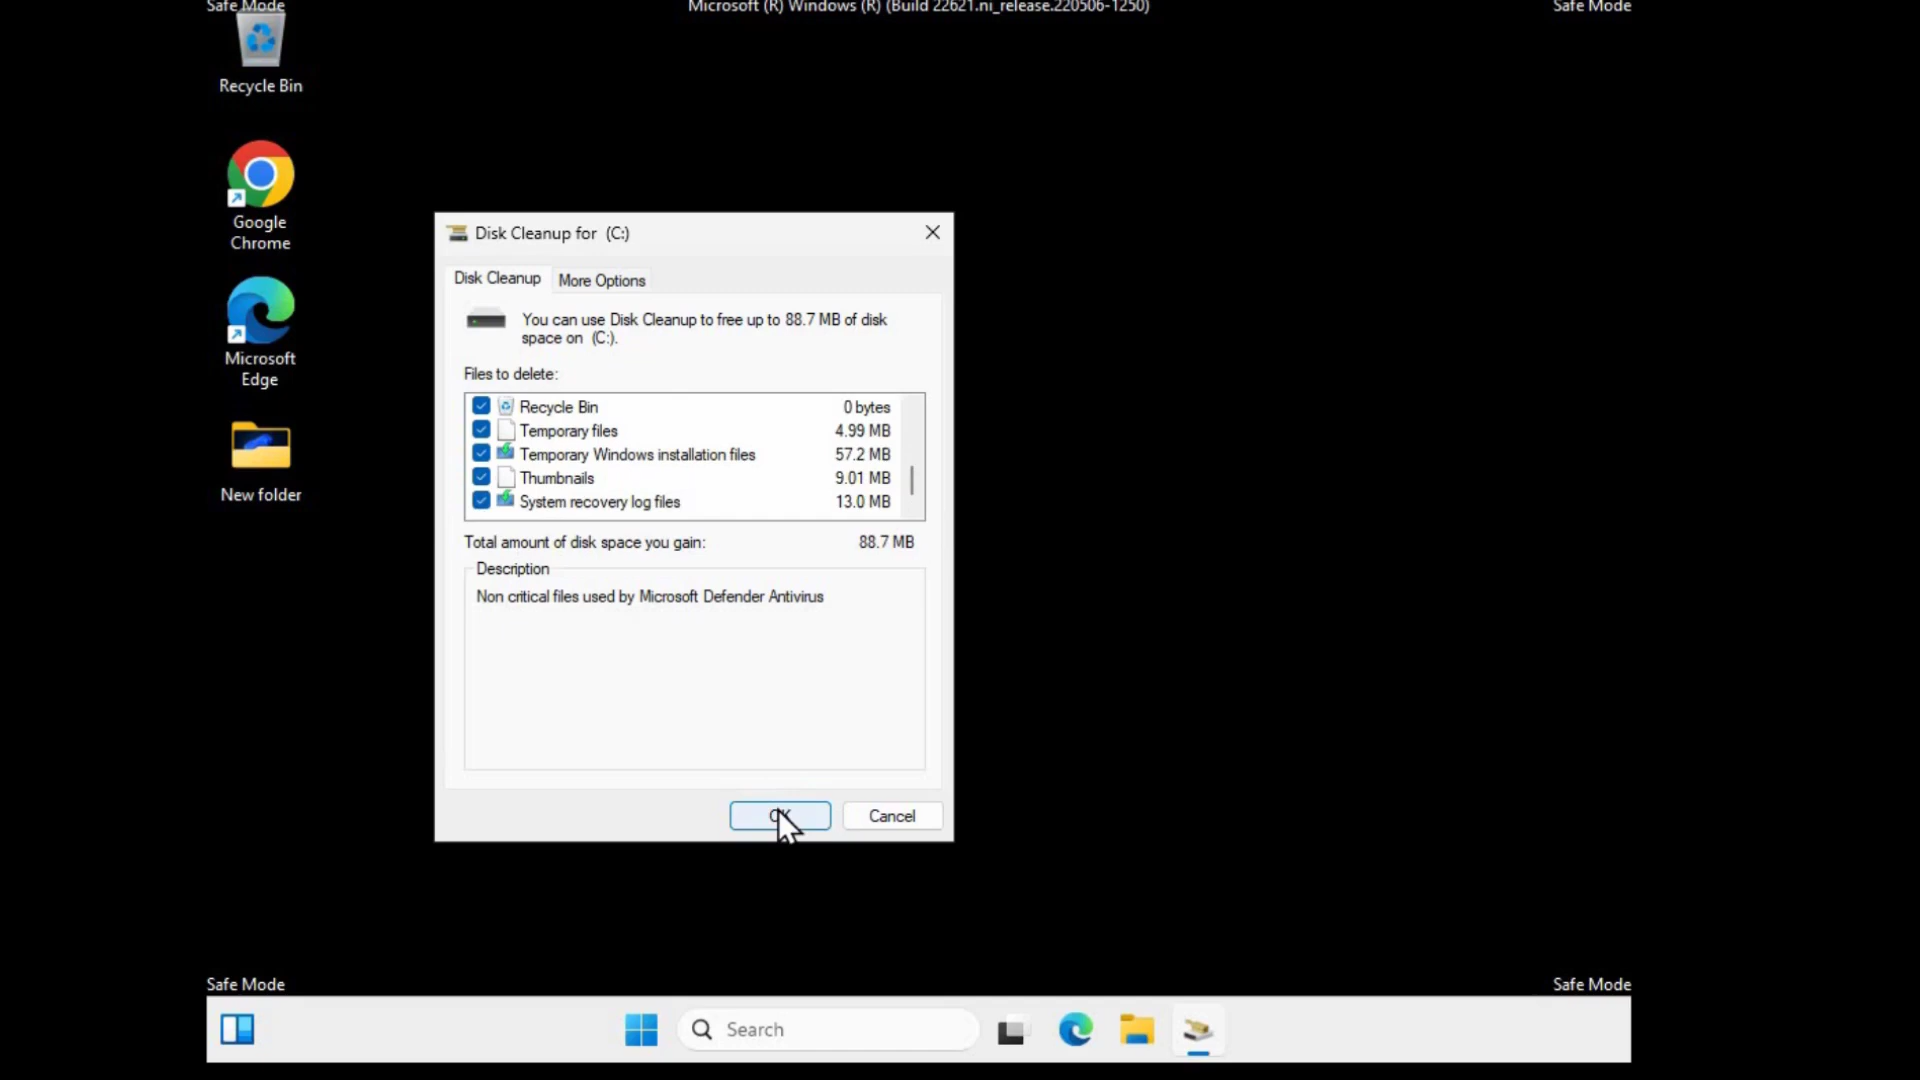 Safe Mode
Microsoft (R) Windows (R) (Build 22621.ni_release.220506-1250)
Safe Mode
Recycle Bin
Google
Chrome
Microsoft
Edge
New folder
Disk Cleanup for (C:)
Disk Cleanup
More Options
You can use Disk Cleanup to free up to 88.7 MB of disk
space on (C:).
Files to delete:
Recycle Bin 0 bytes
Temporary files 4.99 MB
Temporary Windows installation files 57.2 MB
Thumbnails 9.01 MB
System recovery log files 13.0 MB
Total amount of disk space you gain: 88.7 MB
Description
Non critical files used by Microsoft Defender Antivirus
OK
Cancel
Safe Mode
Safe Mode
Search